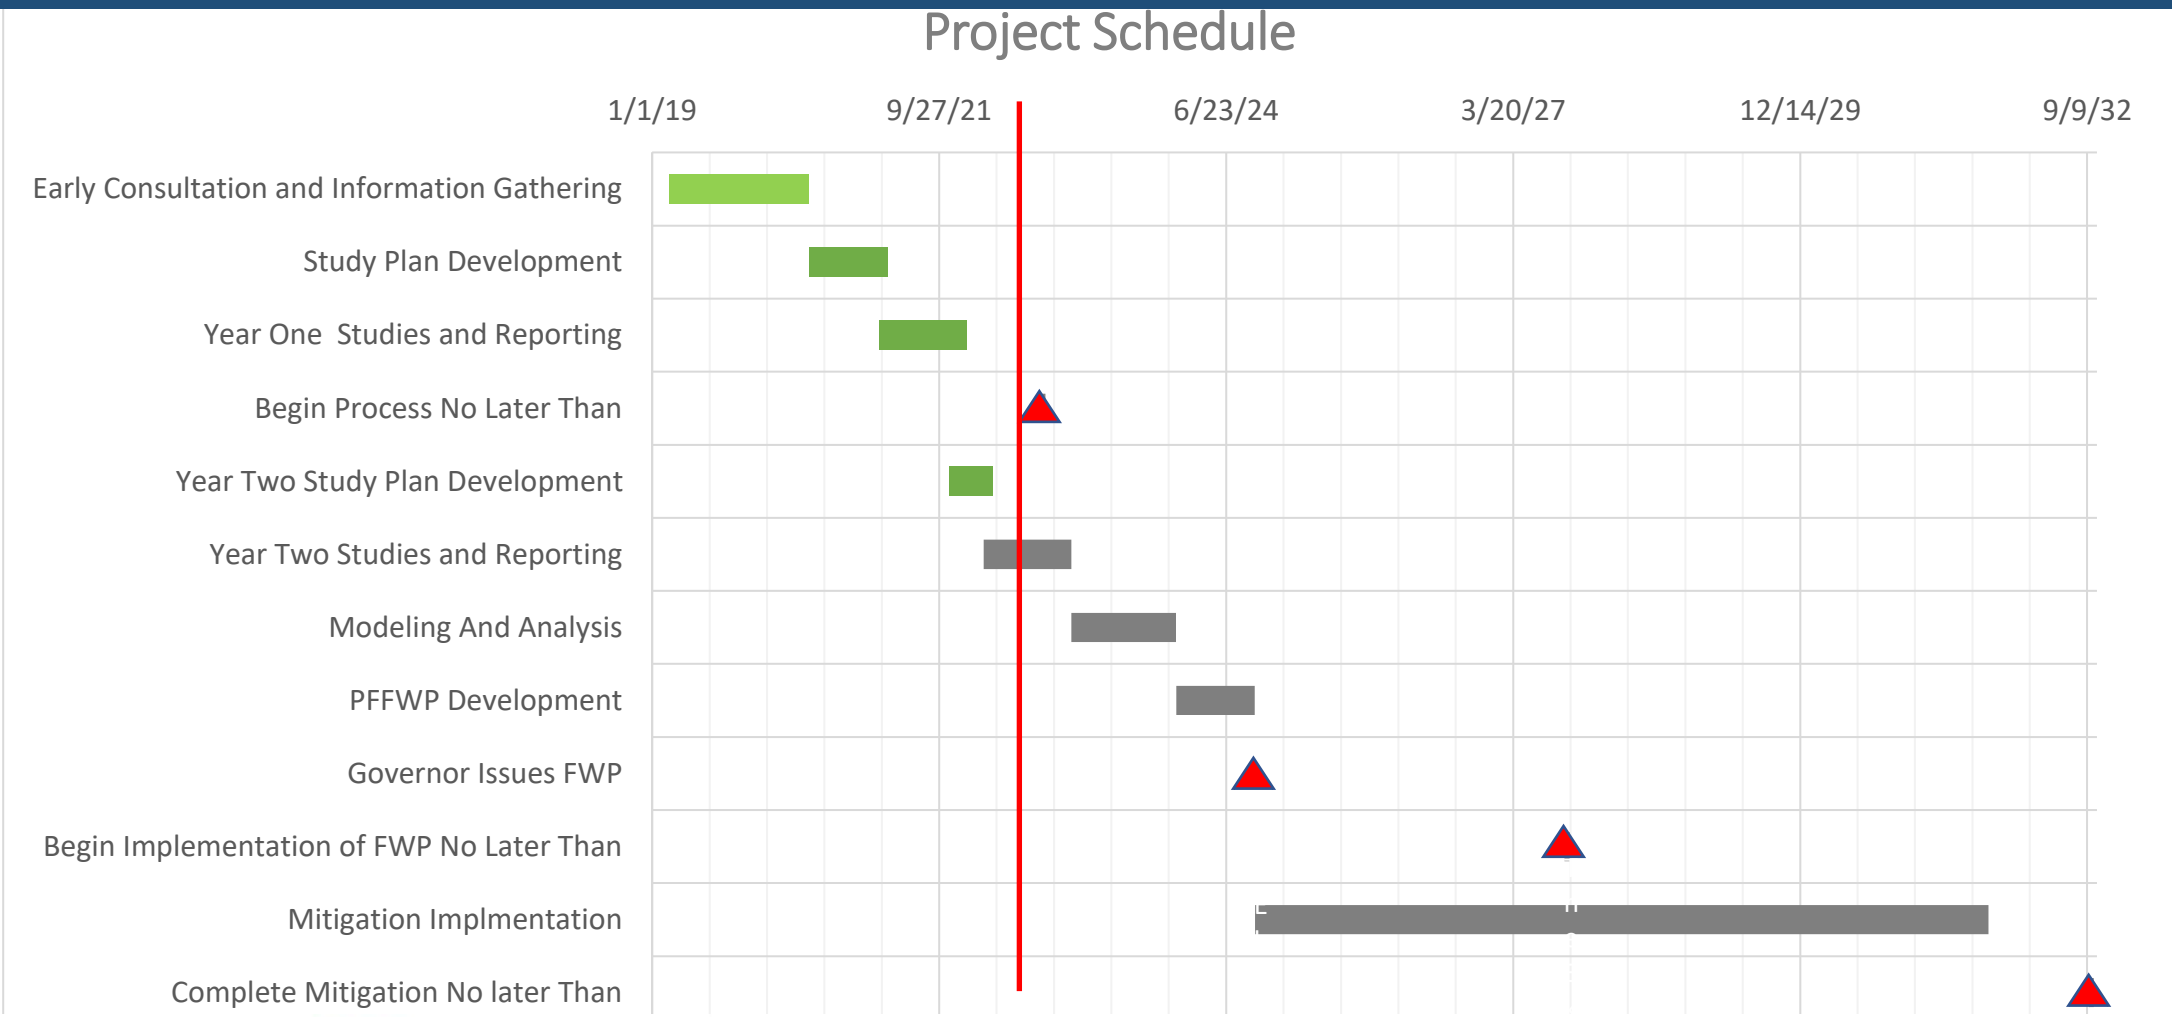 Project Schedule
1/1/19 9/27/21 6/23/24 3/20/27 12/14/29 9/9/32
Early Consultation and Information Gathering
Study Plan Development
Year One  Studies and Reporting
Begin Process No Later Than
Year Two Study Plan Development
Year Two Studies and Reporting
Modeling And Analysis
PFFWP Development
Governor Issues FWP
Begin Implementation of FWP No Later Than
Mitigation Implmentation
Complete Mitigation No later Than